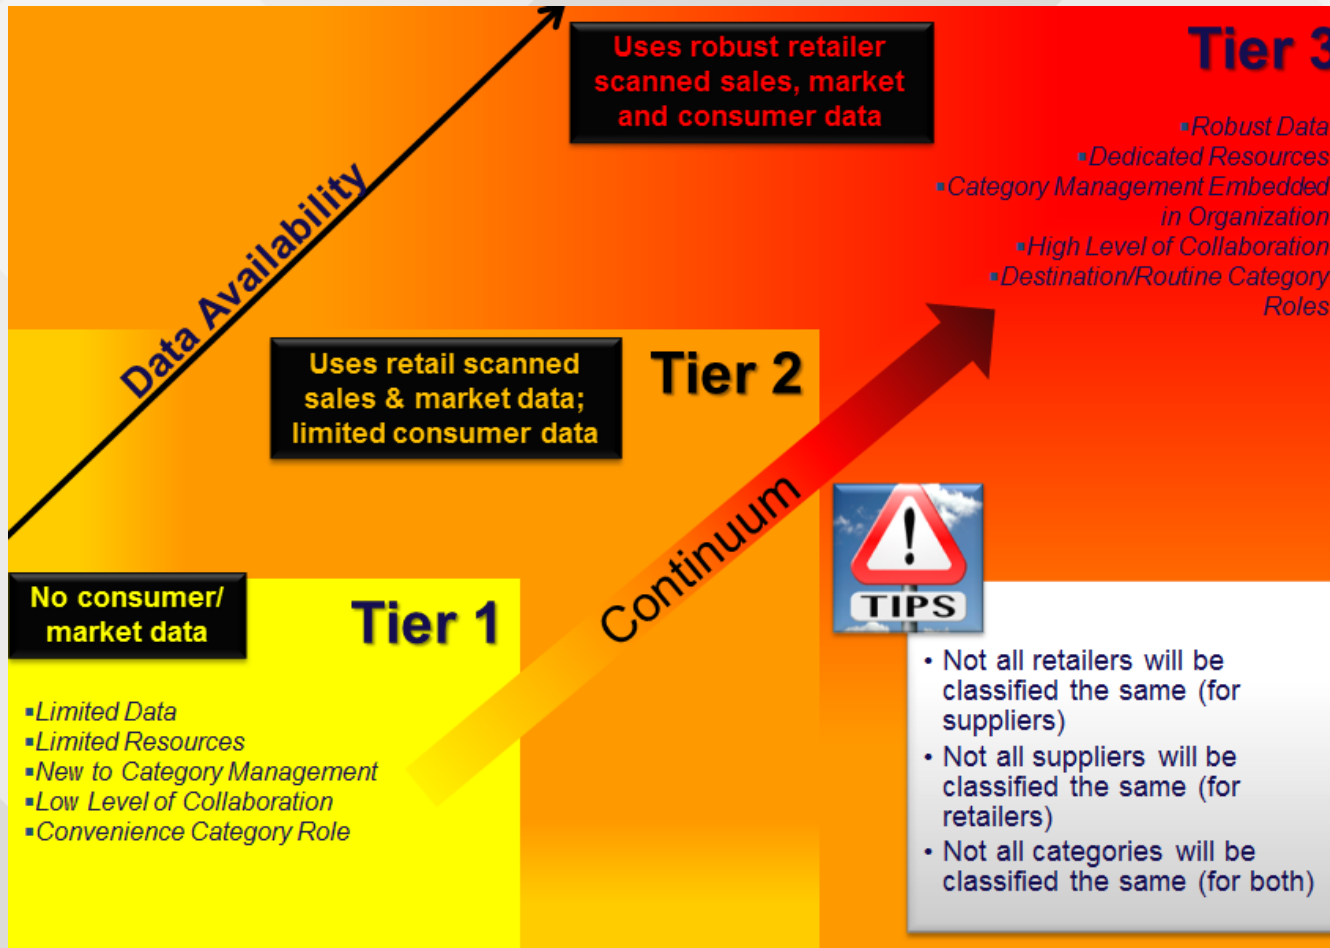 Uses robust retailer
scanned sales, market
and consumer data
Tier 3
▪Robust Data
▪Dedicated Resources
▪Category Management Embedded
in Organization
▪High Level of Collaboration
▪Destination/Routine Category
Roles
Data Availability
Uses retail scanned
sales & market data;
limited consumer data
Tier 2
Continuum
No consumer/
market data
Tier 1
▪Limited Data
▪Limited Resources
▪New to Category Management
▪Low Level of Collaboration
▪Convenience Category Role
!
TIPS
• Not all retailers will be
classified the same (for
suppliers)
• Not all suppliers will be
classified the same (for
retailers)
• Not all categories will be
classified the same (for both)